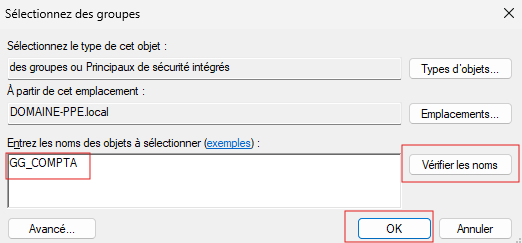 Sélectionnez des groupes
Sélectionnez le type de cet objet :
des groupes ou Principaux de sécurité intégrés
Types d'objets...
À partir de cet emplacement :
DOMAINE-PPE.local
Emplacements...
Entrez les noms des objets à sélectionner (exemples) :
GG_COMPTA
Vérifier les noms
Avancé...
OK
Annuler